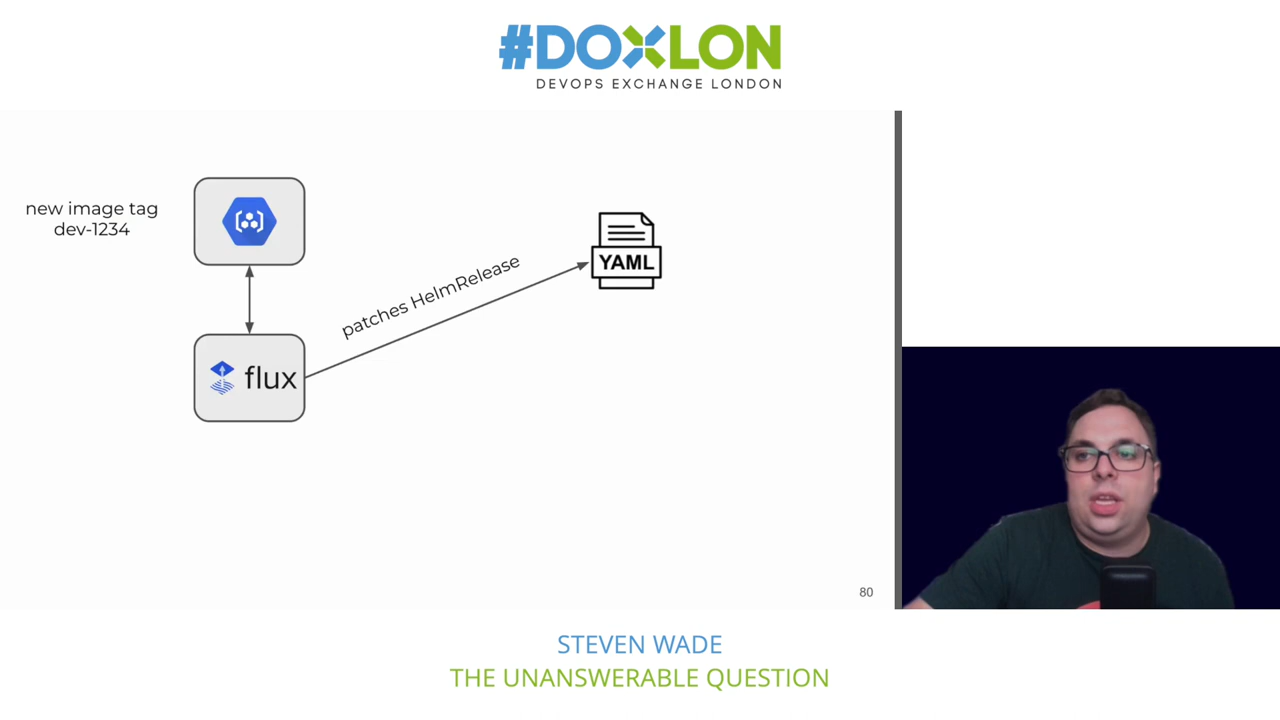 #DOXLON
DEVOPS EXCHANGE LONDON
new image tag
dev-1234
patches HelmRelease
YAML
flux
80
STEVEN WADE
THE UNANSWERABLE QUESTION